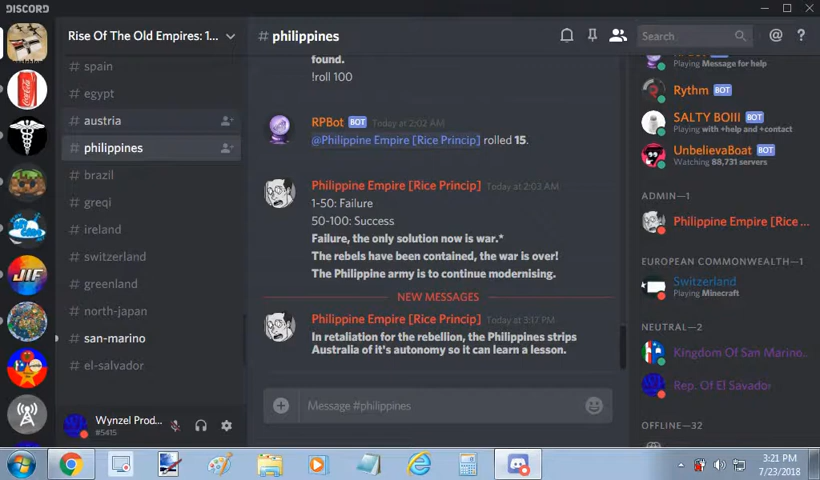 DISCORD
Rise Of The Old Empires: 1...
# spain
# egypt
# austria
# philippines
# brazil
# greqi
# ireland
# switzerland
# greenland
# north-japan
# san-marino
# el-salvador
Wynzel Prod...
#5415
# philippines
Search
found.
!roll 100
RPBot BOT Today at 2:02 AM
@Philippine Empire [Rice Princip] rolled 15.
Philippine Empire [Rice Princip] Today at 2:03 AM
1-50: Failure
50-100: Success
Failure, the only solution now is war.*
The rebels have been contained, the war is over!
The Philippine army is to continue modernising.
NEW MESSAGES
Philippine Empire [Rice Princip] Today at 3:17 PM
In retaliation for the rebellion, the Philippines strips
Australia of it's autonomy so it can learn a lesson.
Message #philippines
Playing Message for help
Rythm BOT
SALTY BOIII BOT
Playing with +help and +contact
UnbelievaBoat BOT
Watching 88,731 servers
ADMIN—1
Philippine Empire [Rice ...
EUROPEAN COMMONWEALTH—1
Switzerland
Playing Minecraft
NEUTRAL—2
Kingdom Of San Marino...
Rep. Of El Savador
OFFLINE—32
JIF
3:21 PM
7/23/2018